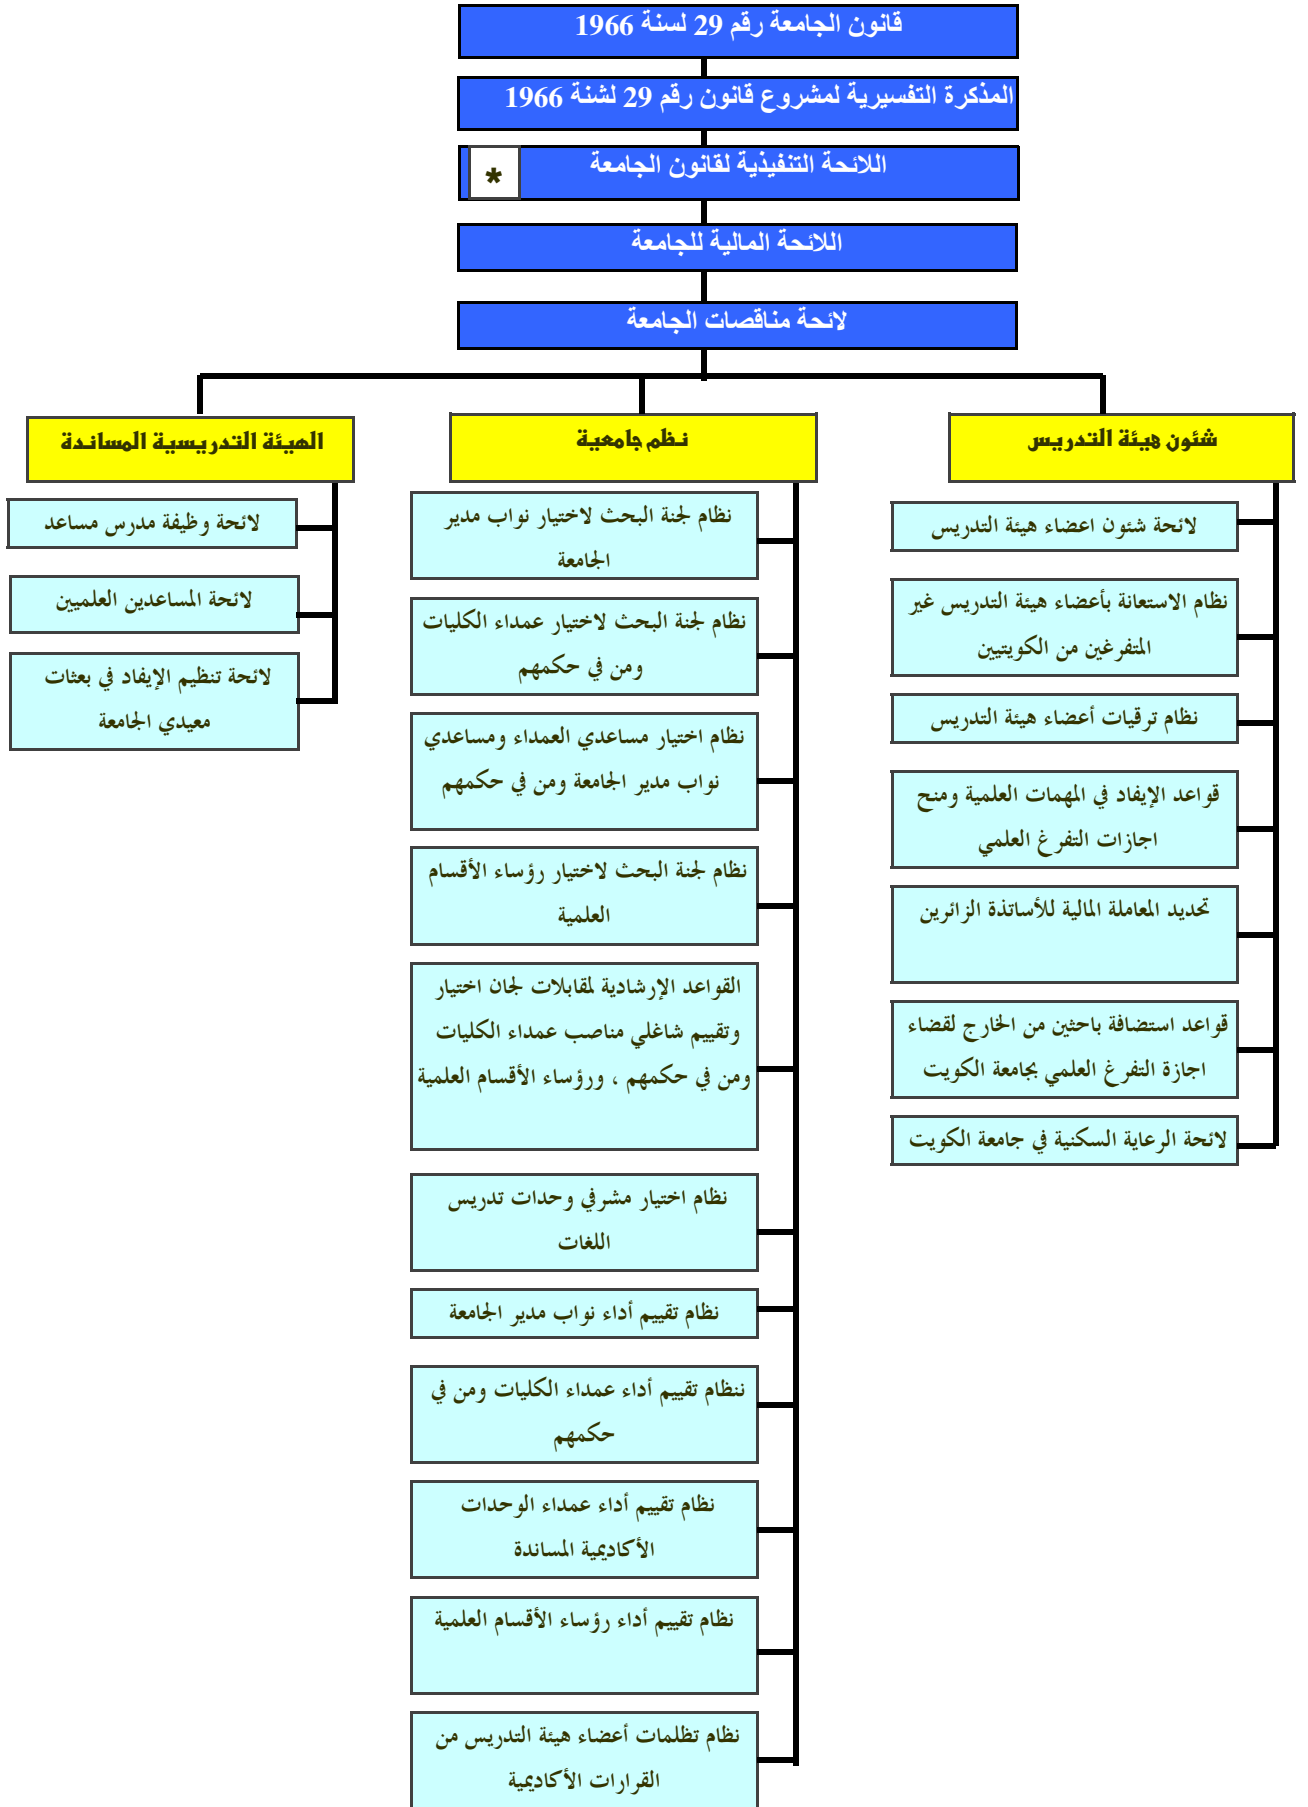 قانون الجامعة رقم 29 لسنة 1966
المذكرة التفسيرية لمشروع قانون رقم 29 لشنة 1966
اللائحة التنفيذية لقانون الجامعة
*
اللائحة المالية للجامعة
لائحة مناقصات الجامعة
شئون هيئة التدريس
لائحة شئون اعضاء هيئة التدريس
نظام الاستعانة بأعضاء هيئة التدريس غير
المتفرغين من الكويتيين
نظام ترقيات أعضاء هيئة التدريس
قواعد الإيفاد في المهمات العلمية ومنح
اجازات التفرغ العلمي
تحديد المعاملة المالية للأساتذة الزائرين
قواعد استضافة باحثين من الخارج لقضاء
اجازة التفرغ العلمي بجامعة الكويت
لائحة الرعاية السكنية في جامعة الكويت
نظم جامعية
نظام لجنة البحث لاختيار نواب مدير
الجامعة
نظام لجنة البحث لاختيار عمداء الكليات
ومن في حكمهم
نظام اختيار مساعدي العمداء ومساعدي
نواب مدير الجامعة ومن في حكمهم
نظام لجنة البحث لاختيار رؤساء الأقسام
العلمية
القواعد الإرشادية لمقابلات لجان اختيار
وتقييم شاغلي مناصب عمداء الكليات
ومن في حكمهم ، ورؤساء الأقسام العلمية
نظام اختيار مشرفي وحدات تدريس
اللغات
نظام تقييم أداء نواب مدير الجامعة
ننظام تقييم أداء عمداء الكليات ومن في
حكمهم
نظام تقييم أداء عمداء الوحدات
الأكاديمية المساندة
نظام تقييم أداء رؤساء الأقسام العلمية
نظام تظلمات أعضاء هيئة التدريس من
القرارات الأكاديمية
الهيئة التدريسية المساندة
لائحة وظيفة مدرس مساعد
لائحة المساعدين العلميين
لائحة تنظيم الإيفاد في بعثات
معيدي الجامعة